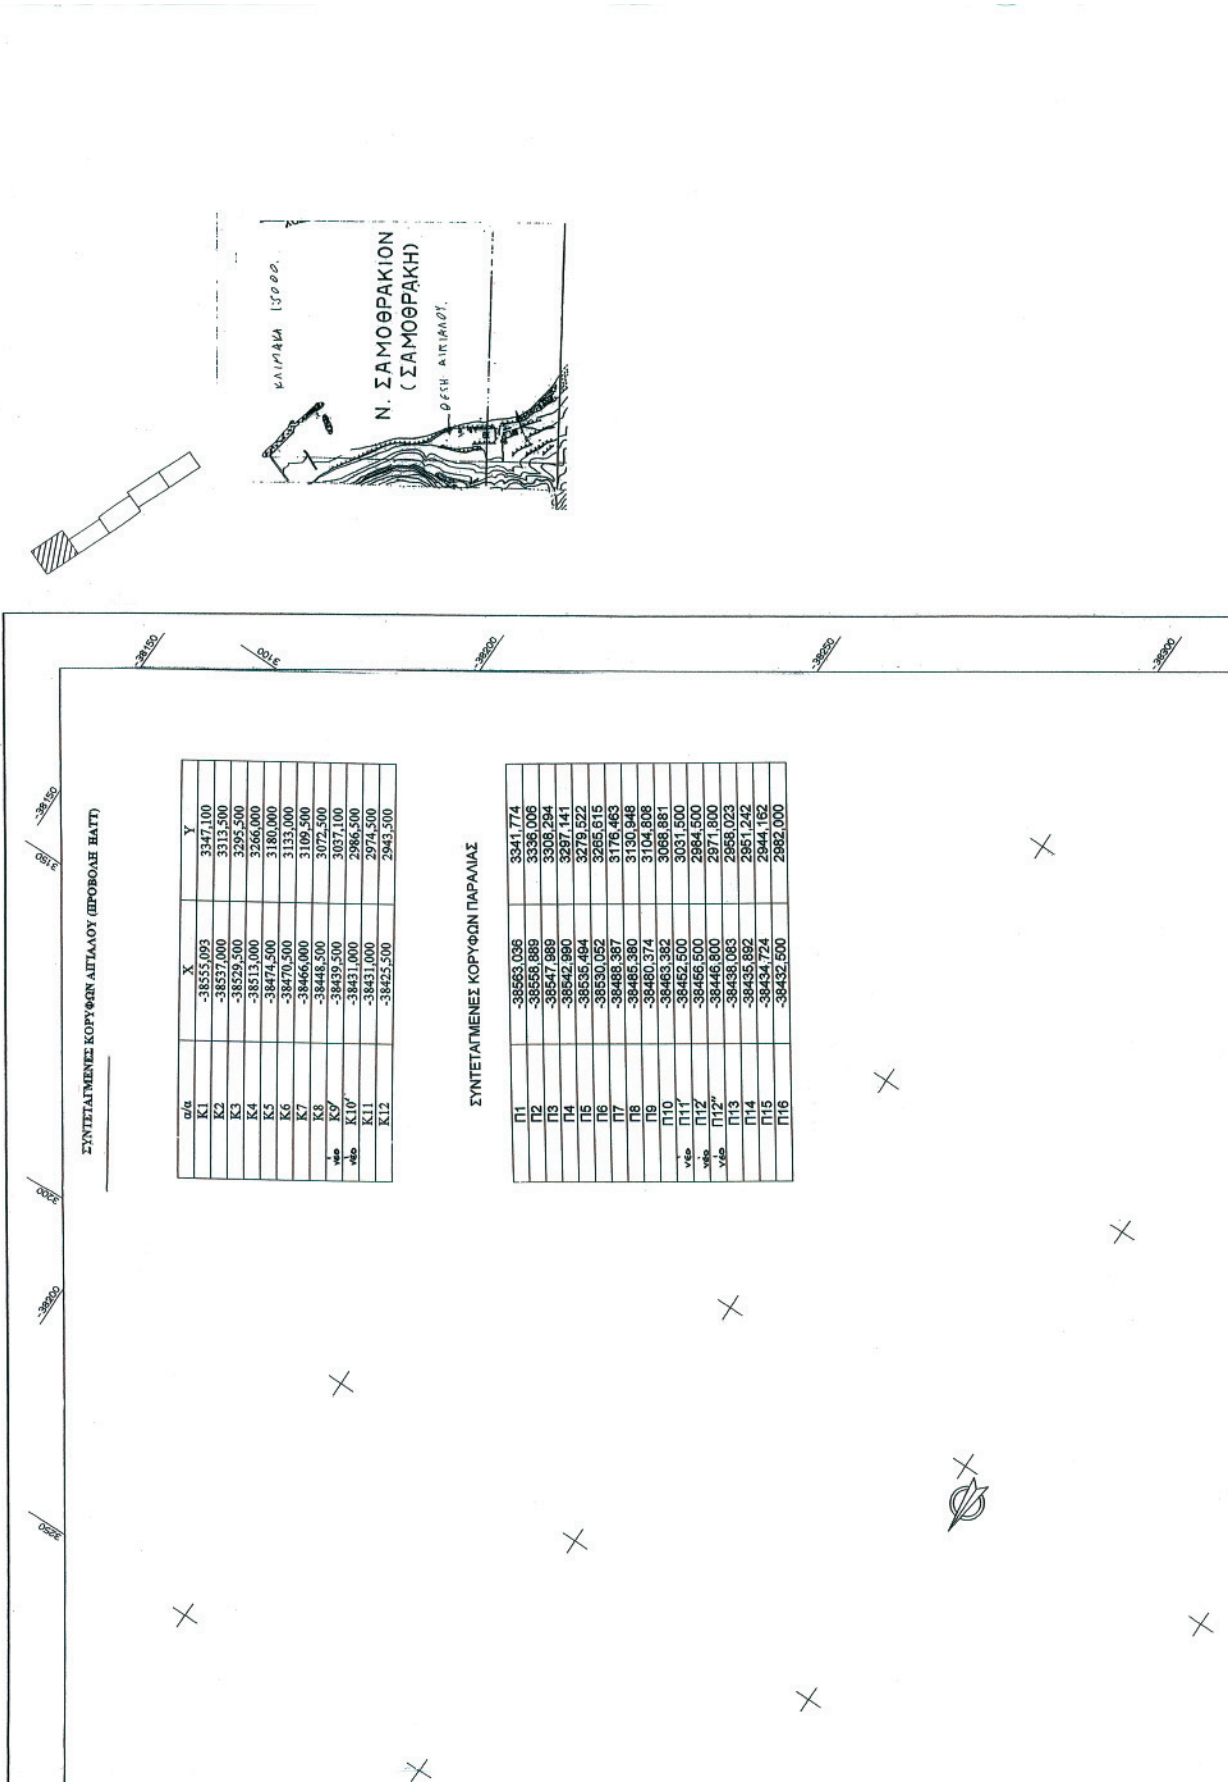 ΚΛΙΜΑΚΑ 1:5000.
Ν. ΣΑΜΟΘΡΑΚΙΟΝ
( ΣΑΜΟΘΡΑΚΗ)
ΘΕΣΗ ΑΙΓΙΑΛΟΥ.
-38150
3100
-38200
-38250
-38300
-38150
3150
3200
-38200
3250
ΣΥΝΤΕΤΑΓΜΕΝΕΣ ΚΟΡΥΦΩΝ ΑΙΓΙΑΛΟΥ (ΠΡΟΒΟΛΗ ΗΑΤΤ)
α/α X Y
K1 -38555,093 3347,100
K2 -38537,000 3313,500
K3 -38529,500 3295,500
K4 -38513,000 3266,000
K5 -38474,500 3180,000
K6 -38470,500 3133,000
K7 -38466,000 3109,500
K8 -38448,500 3072,500
νέο K9' -38439,500 3037,100
νέο K10' -38431,000 2986,500
K11 -38431,000 2974,500
K12 -38425,500 2943,500
ΣΥΝΤΕΤΑΓΜΕΝΕΣ ΚΟΡΥΦΩΝ ΠΑΡΑΛΙΑΣ
Π1 -38563,036 3341,774
Π2 -38558,889 3336,006
Π3 -38547,989 3308,294
Π4 -38542,990 3297,141
Π5 -38535,494 3279,522
Π6 -38530,052 3265,615
Π7 -38488,387 3176,463
Π8 -38485,380 3130,948
Π9 -38480,374 3104,808
Π10 -38463,382 3068,881
νέο Π11' -38452,500 3031,500
νέο Π12' -38456,500 2984,500
νέο Π12'' -38446,800 2971,800
Π13 -38438,083 2958,023
Π14 -38435,892 2951,242
Π15 -38434,724 2944,162
Π16 -38432,500 2982,000